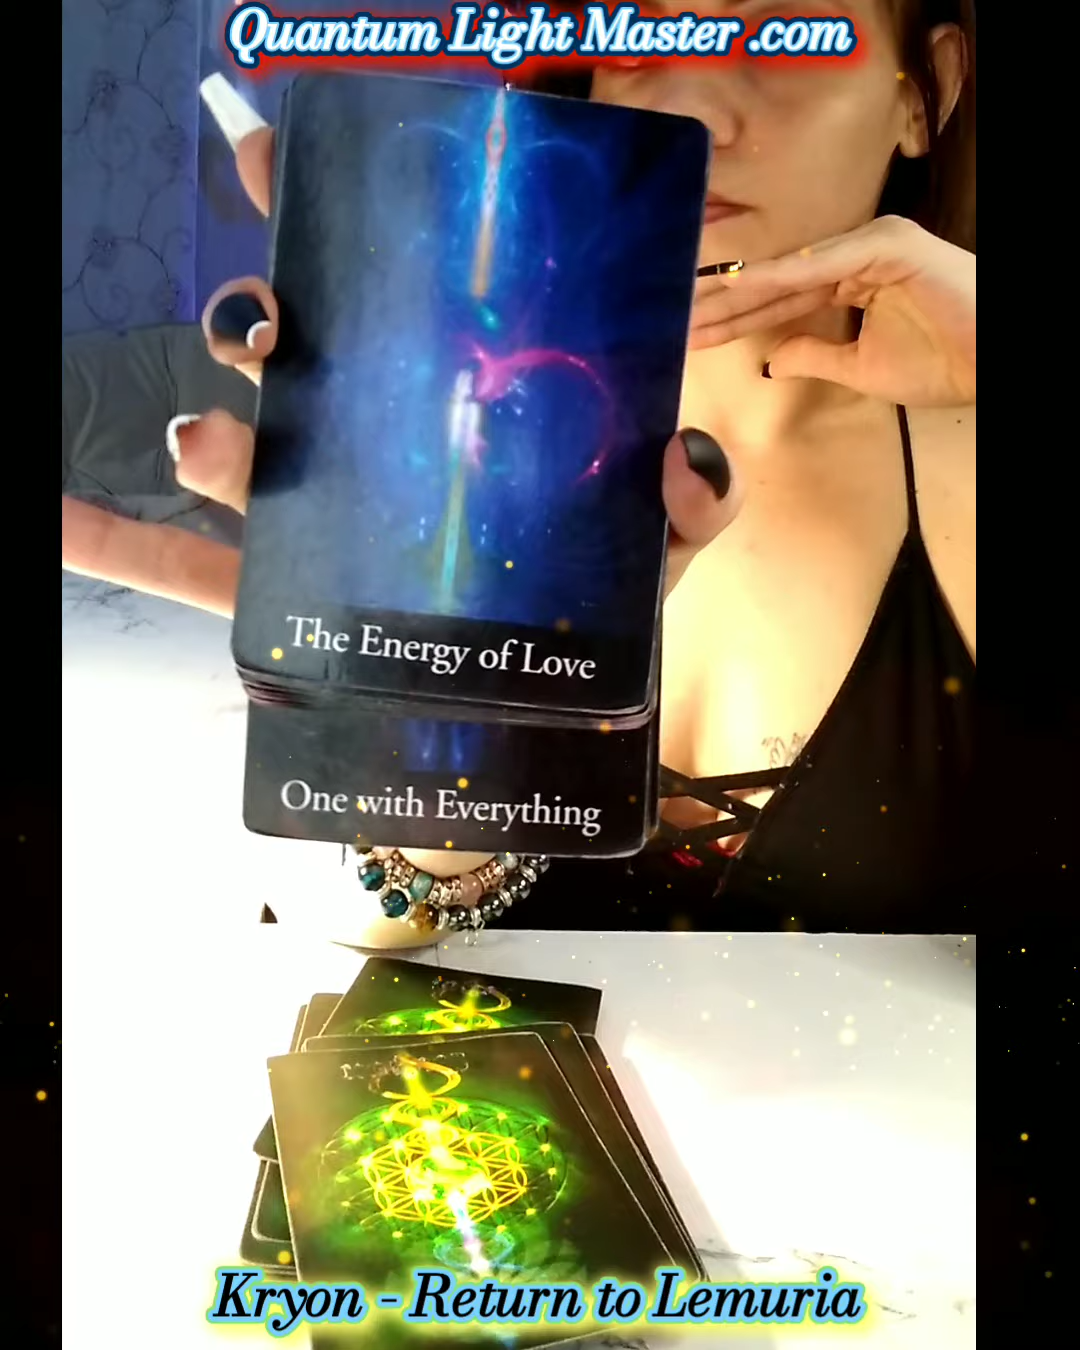 Quantum Light Master .com
The Energy of Love
One with Everything
Kryon - Return to Lemuria